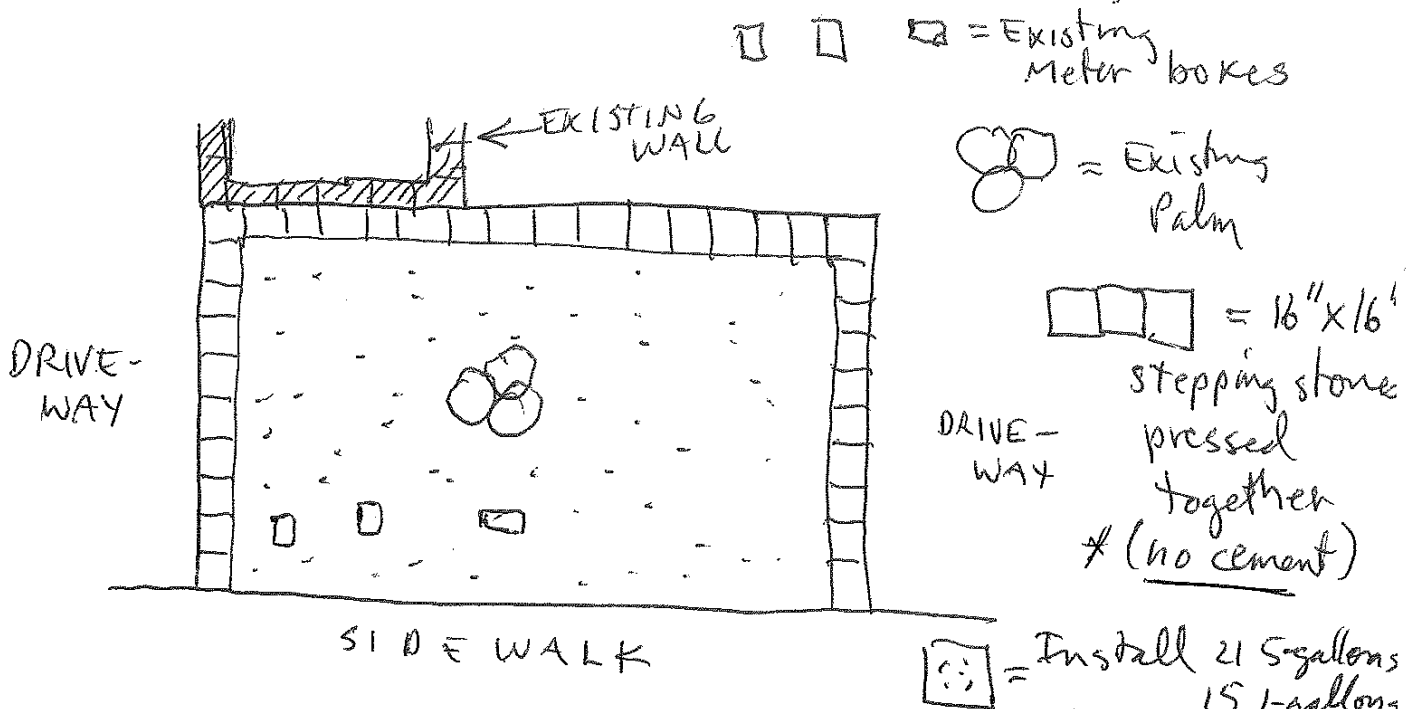 = Existing
Meter boxes
EXISTING
WALL
= Existing
Palm
= 16" x 16"
stepping stone
pressed
together
* (no cement)
DRIVE-
WAY
DRIVE-
WAY
SIDEWALK
= Install 21 5-gallons
15 1-gallons